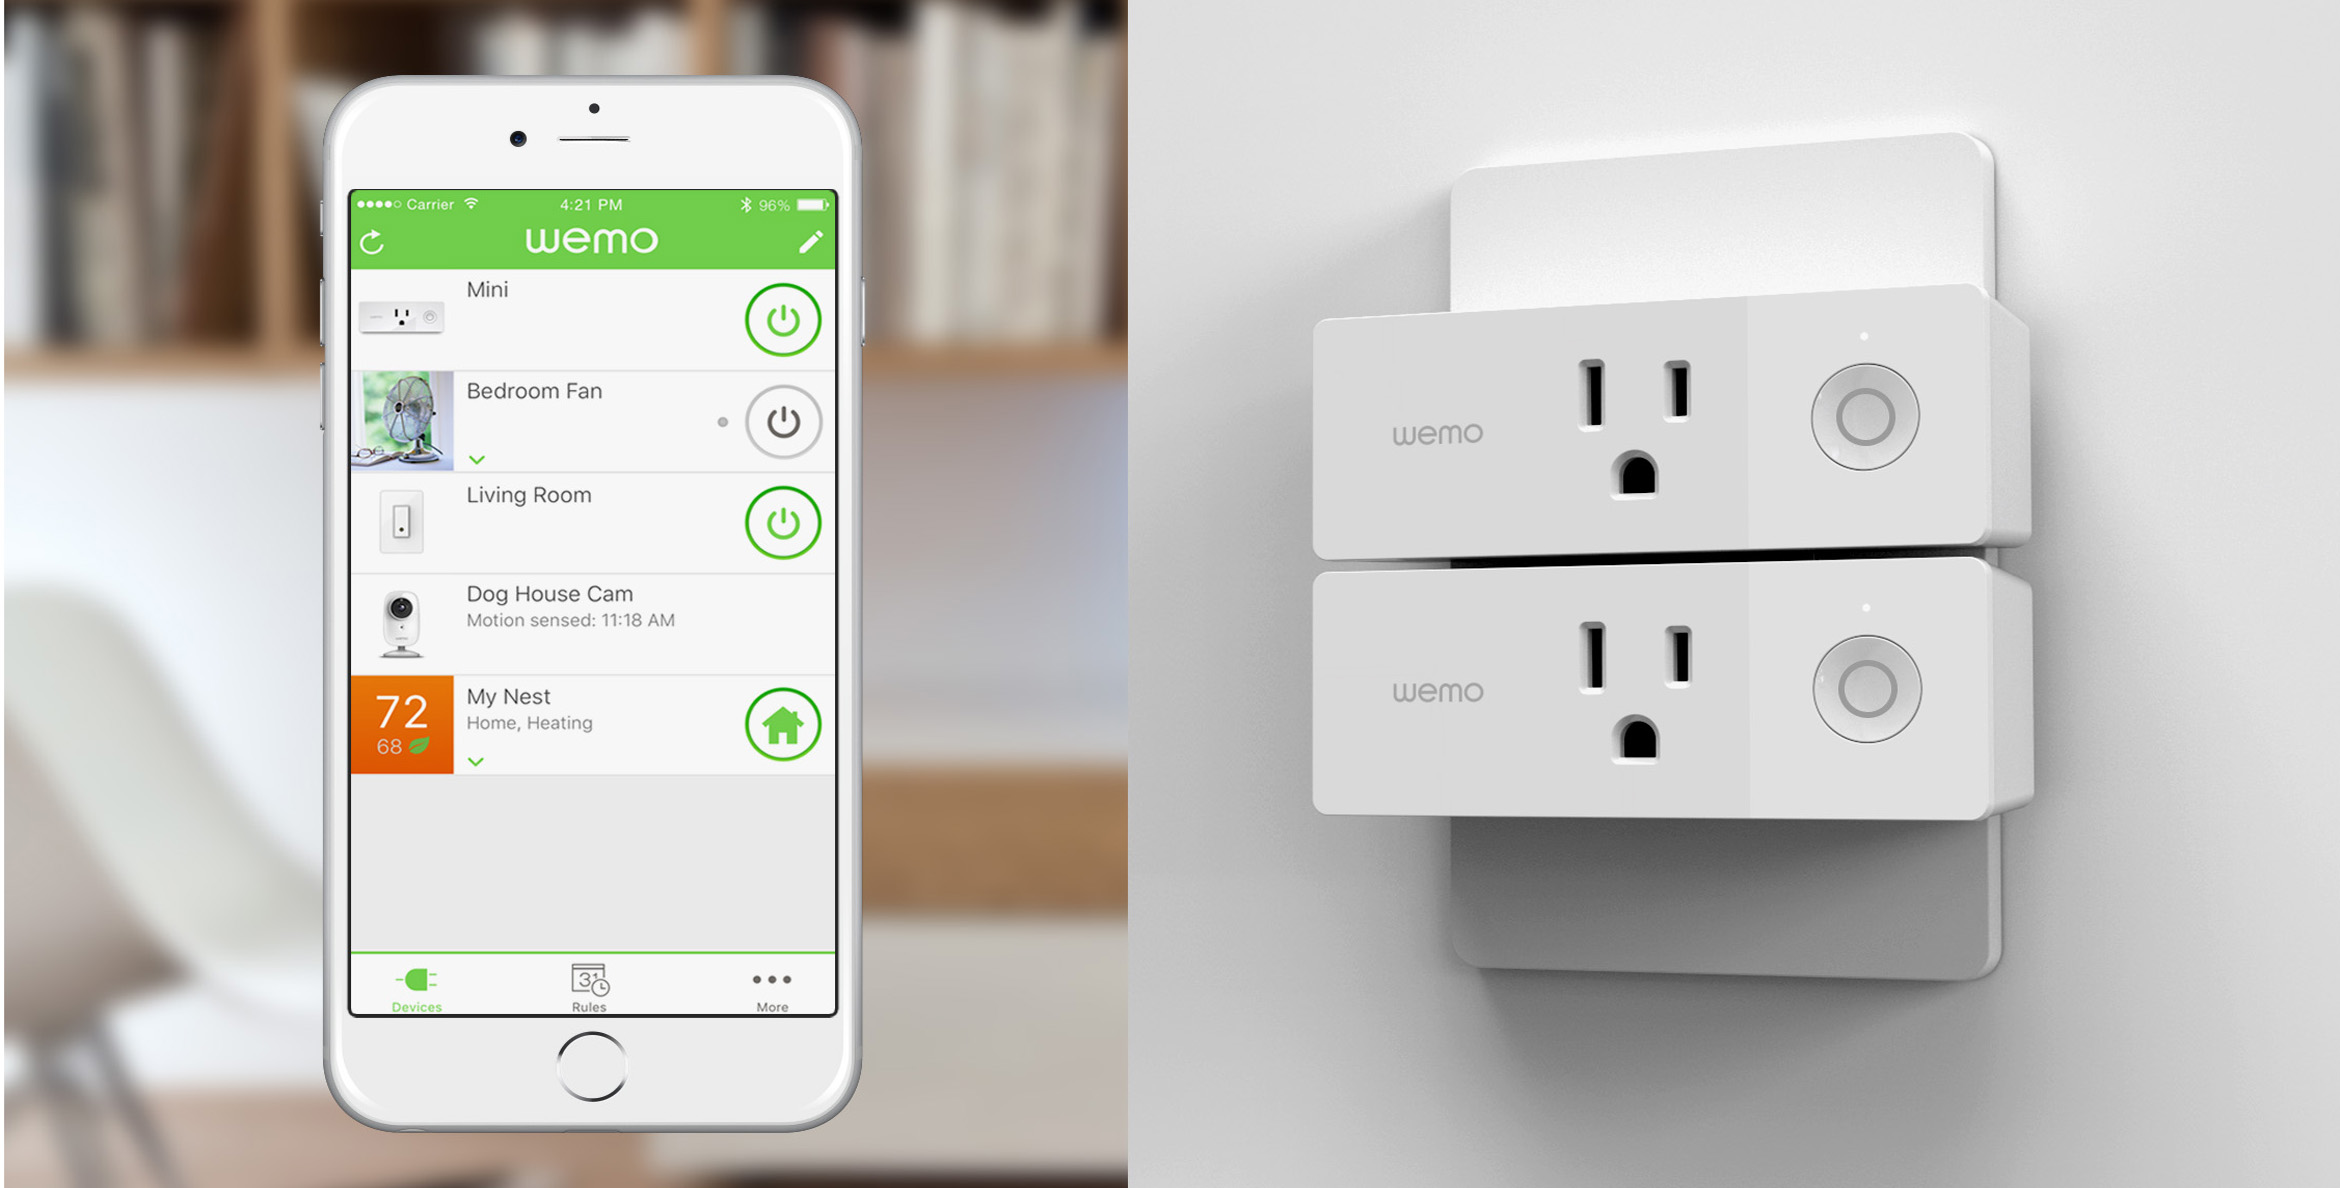 Carrier 4:21 PM 96%
wemo
Mini
Bedroom Fan
Living Room
Dog House Cam
Motion sensed: 11:18 AM
72
68
My Nest
Home, Heating
31
Devices
Rules
More
wemo
wemo